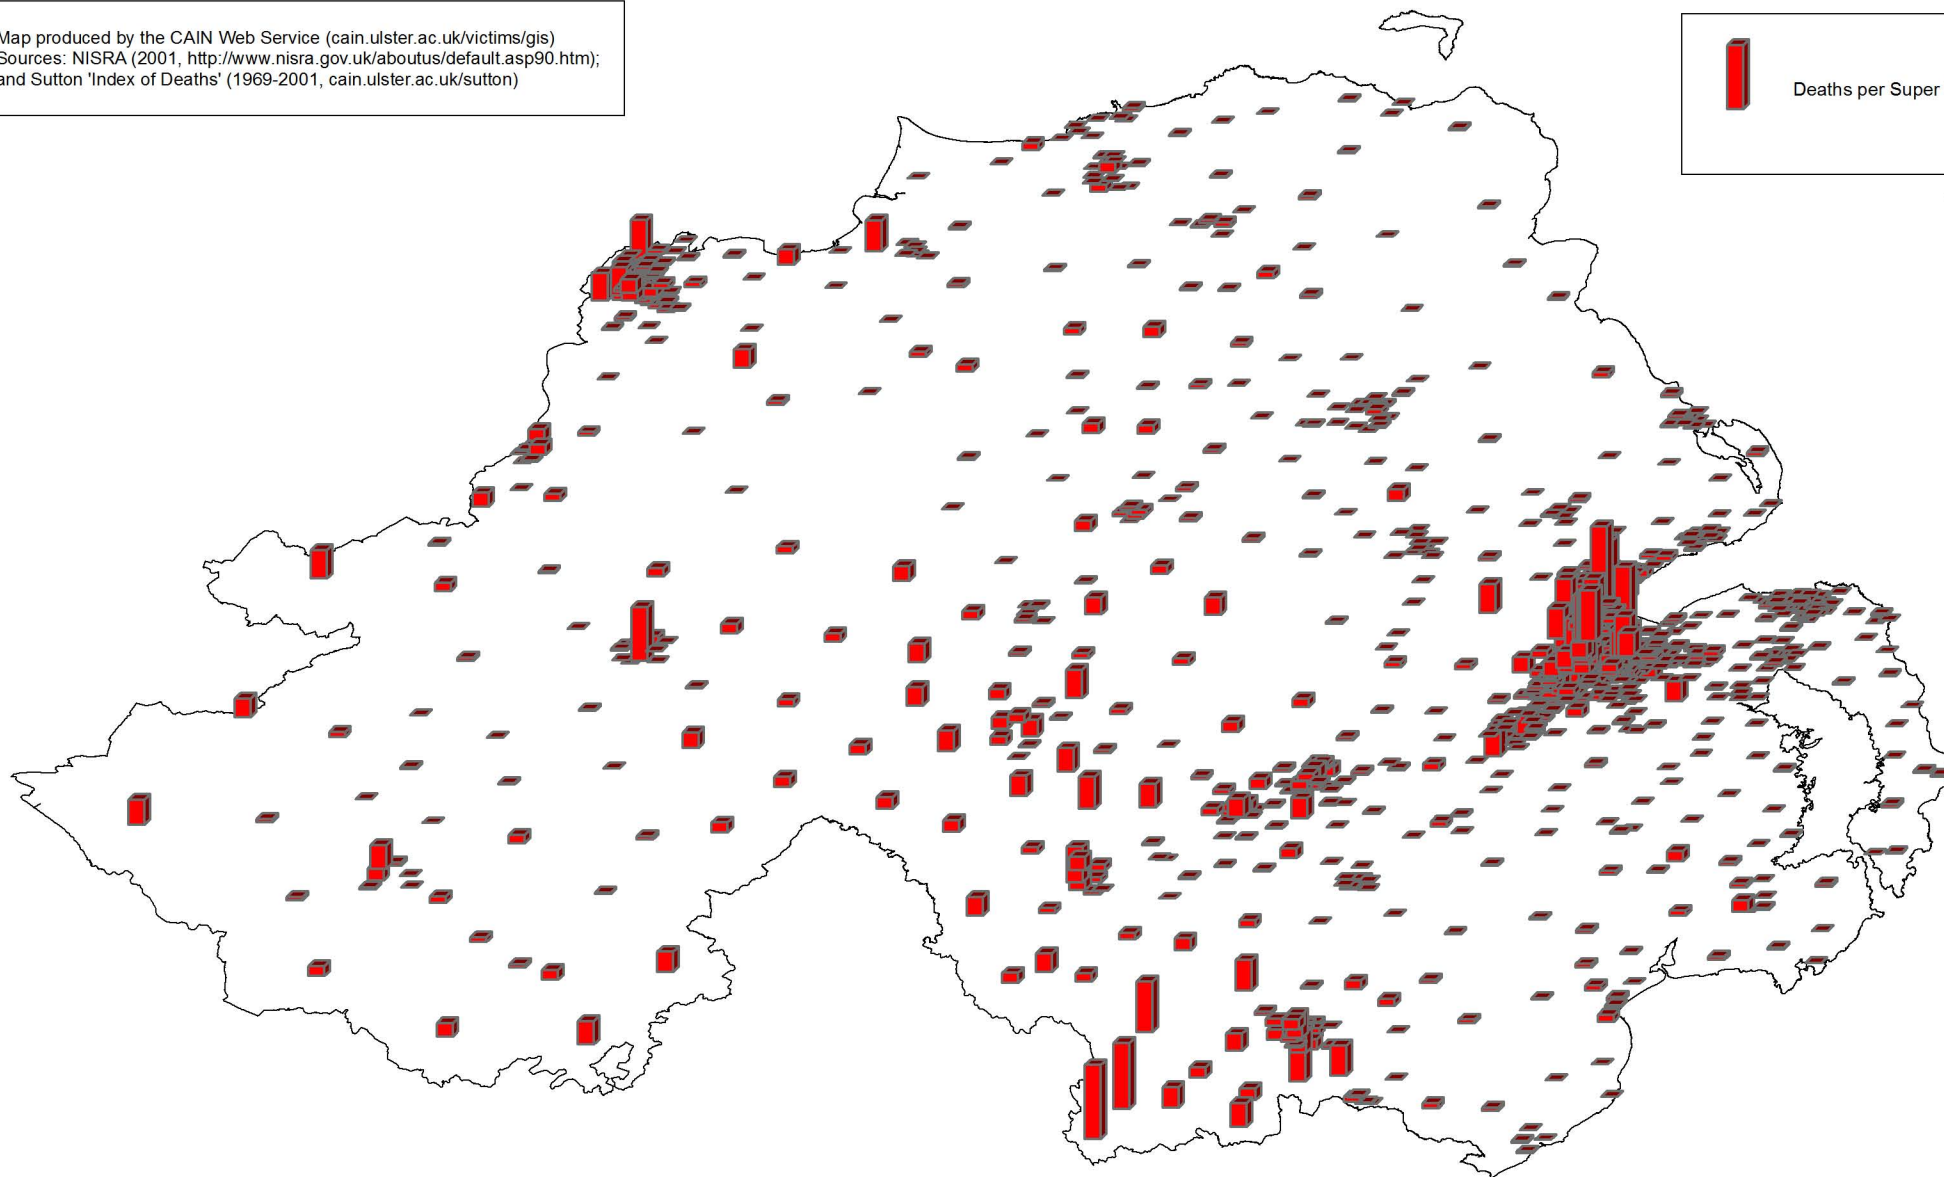 Map produced by the CAIN Web Service (cain.ulster.ac.uk/victims/gis)
Sources: NISRA (2001, http://www.nisra.gov.uk/aboutus/default.asp90.htm);
and Sutton 'Index of Deaths' (1969-2001, cain.ulster.ac.uk/sutton)
Deaths per Super